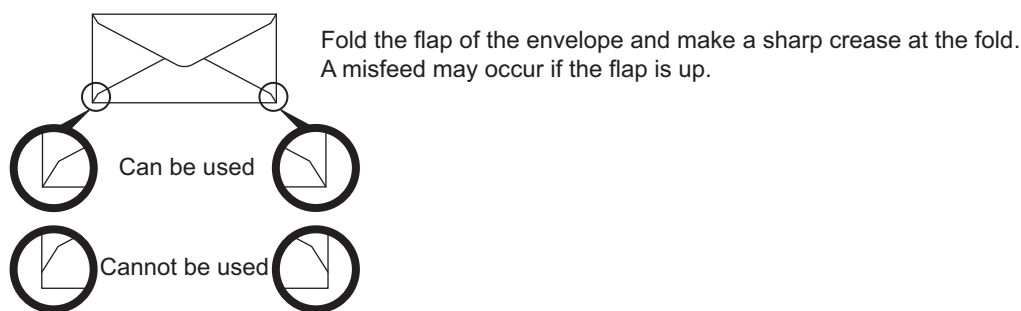 Fold the flap of the envelope and make a sharp crease at the fold.
A misfeed may occur if the flap is up.
Can be used
Cannot be used